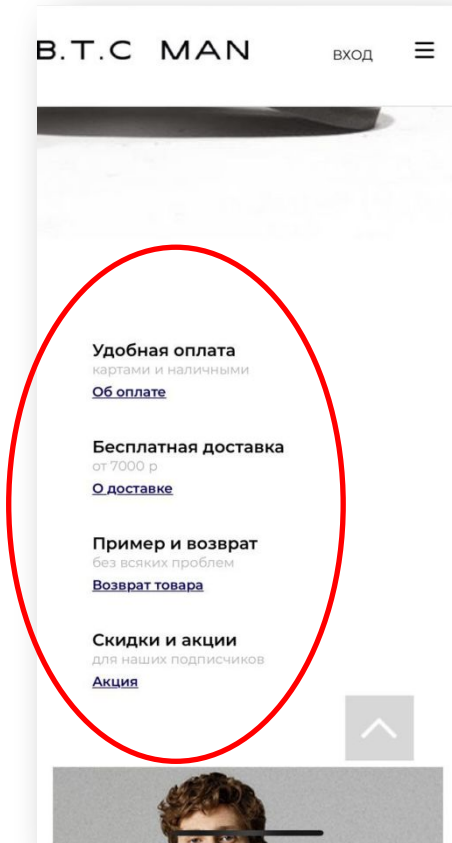 B.T.C MAN
ВХОД
Удобная оплата
картами и наличными
Об оплате
Бесплатная доставка
от 7000 р
О доставке
Пример и возврат
без всяких проблем
Возврат товара
Скидки и акции
для наших подписчиков
Акция